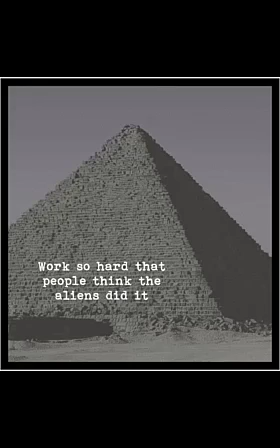 Work so hard that
people think the
aliens did it